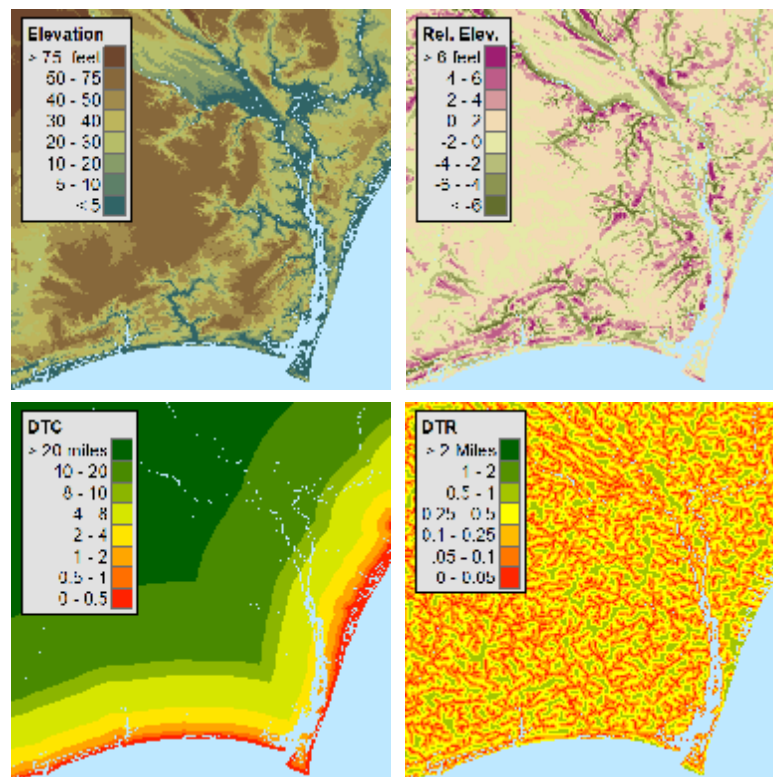 Elevation
> 75 feet
50 - 75
40 - 50
30 - 40
20 - 30
10 - 20
5 - 10
< 5
Rel. Elev.
> 6 feet
4 - 6
2 - 4
0 - 2
-2 - 0
-4 - -2
-6 - -4
< -6
DTC
> 20 miles
10 - 20
8 - 10
4 - 8
2 - 4
1 - 2
0.5 - 1
0 - 0.5
DTR
> 2 Miles
1 - 2
0.5 - 1
0.25 - 0.5
0.1 - 0.25
.05 - 0.1
0 - 0.05